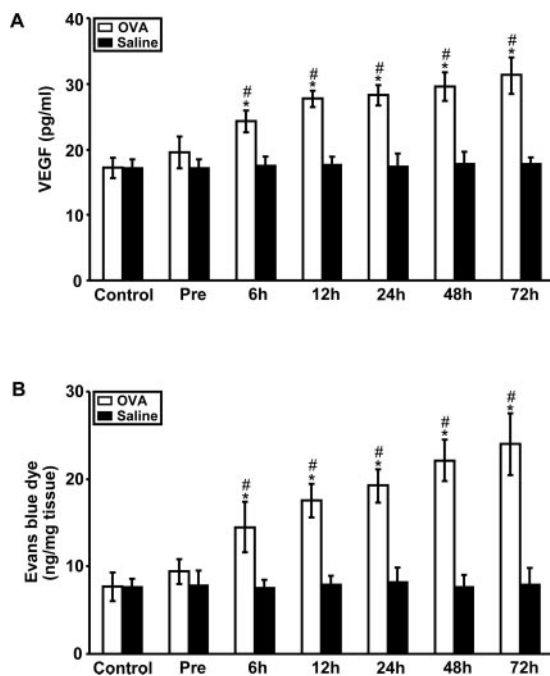 A
OVA
Saline
VEGF (pg/ml)
40
30
20
10
0
# # # # #
* * * * *
Control Pre 6h 12h 24h 48h 72h
B
OVA
Saline
Evans blue dye
(ng/mg tissue)
30
20
10
0
# # # # #
* * * * *
Control Pre 6h 12h 24h 48h 72h